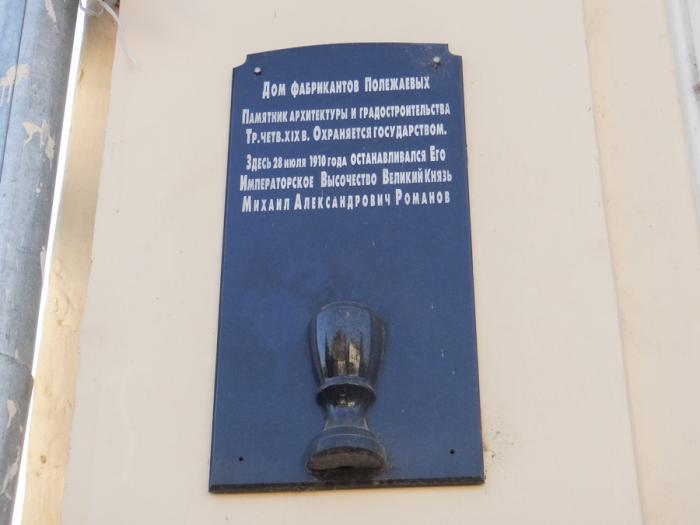 Дом фабрикантов Полежаевых
Памятник архитектуры и градостроительства
Тр.четв.XIX в. Охраняется государством.
Здесь 28 июля 1910 года останавливался Его
Императорское Высочество Великий Князь
Михаил Александрович Романов